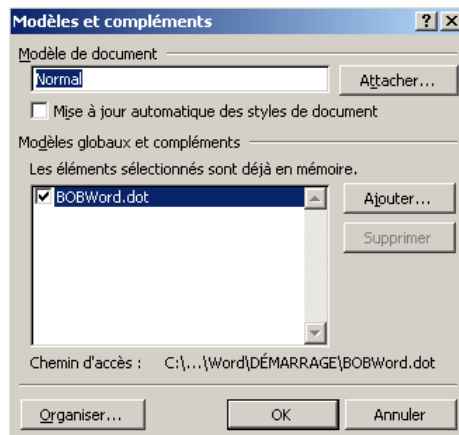 Modèles et compléments
Modèle de document
Normal
Attacher...
Mise à jour automatique des styles de document
Modèles globaux et compléments
Les éléments sélectionnés sont déjà en mémoire.
BOBWord.dot
Ajouter...
Supprimer
Chemin d'accès : C:\...\Word\DÉMARRAGE\BOBWord.dot
Organiser... OK Annuler